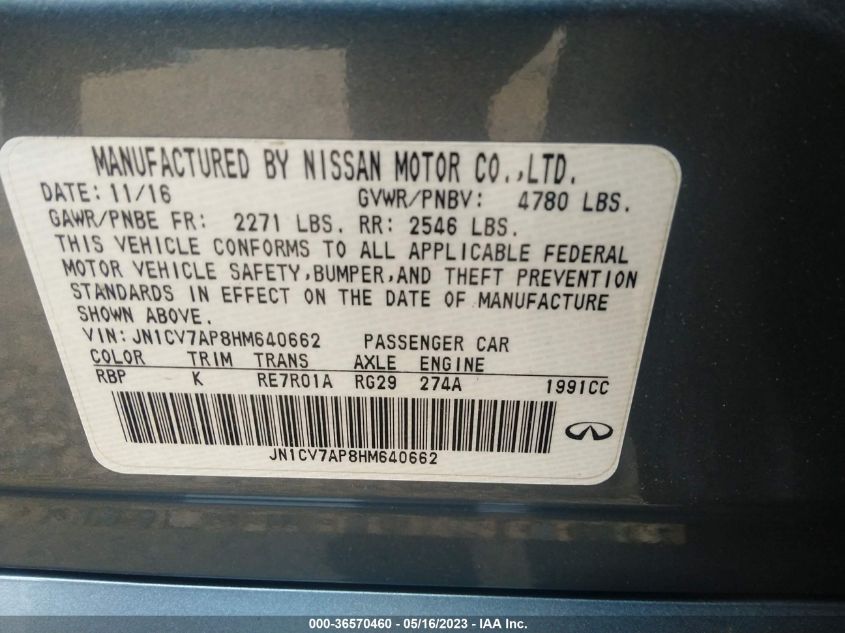 MANUFACTURED BY NISSAN MOTOR CO.,LTD.
DATE: 11/16 GVWR/PNBV: 4780 LBS.
GAWR/PNBE FR: 2271 LBS. RR: 2546 LBS.
THIS VEHICLE CONFORMS TO ALL APPLICABLE FEDERAL
MOTOR VEHICLE SAFETY,BUMPER,AND THEFT PREVENTION
STANDARDS IN EFFECT ON THE DATE OF MANUFACTURE
SHOWN ABOVE.
VIN:JN1CV7AP8HM640662 PASSENGER CAR
COLOR TRIM TRANS AXLE ENGINE
RBP K RE7R01A RG29 274A 1991CC
JN1CV7AP8HM640662
000-36570460 - 05/16/2023 - IAA Inc.